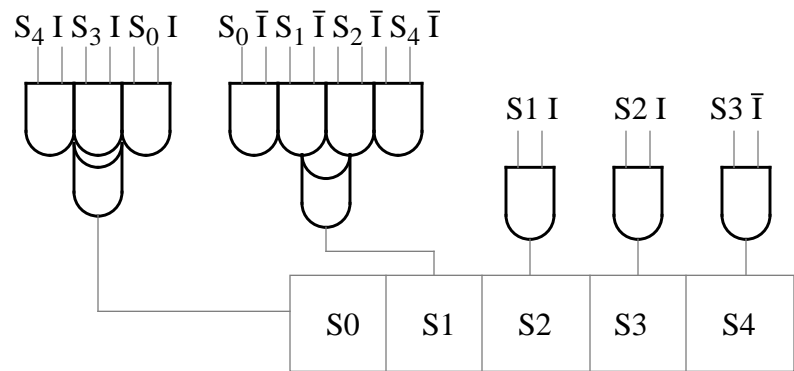 S₄ I S₃ I S₀ I
S₀ Ī S₁ Ī S₂ Ī S₄ Ī
S1 I
S2 I
S3 Ī
S0
S1
S2
S3
S4